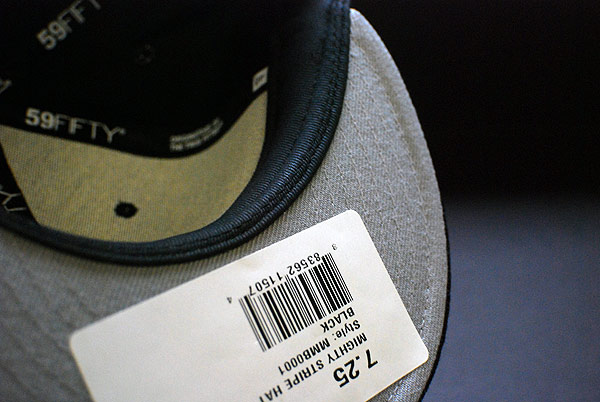 59FIFTY
59FIFTY
7.25
MIGHTY STRIPE HAT
Style: MMB0001
BLACK
8 83562 11507 4